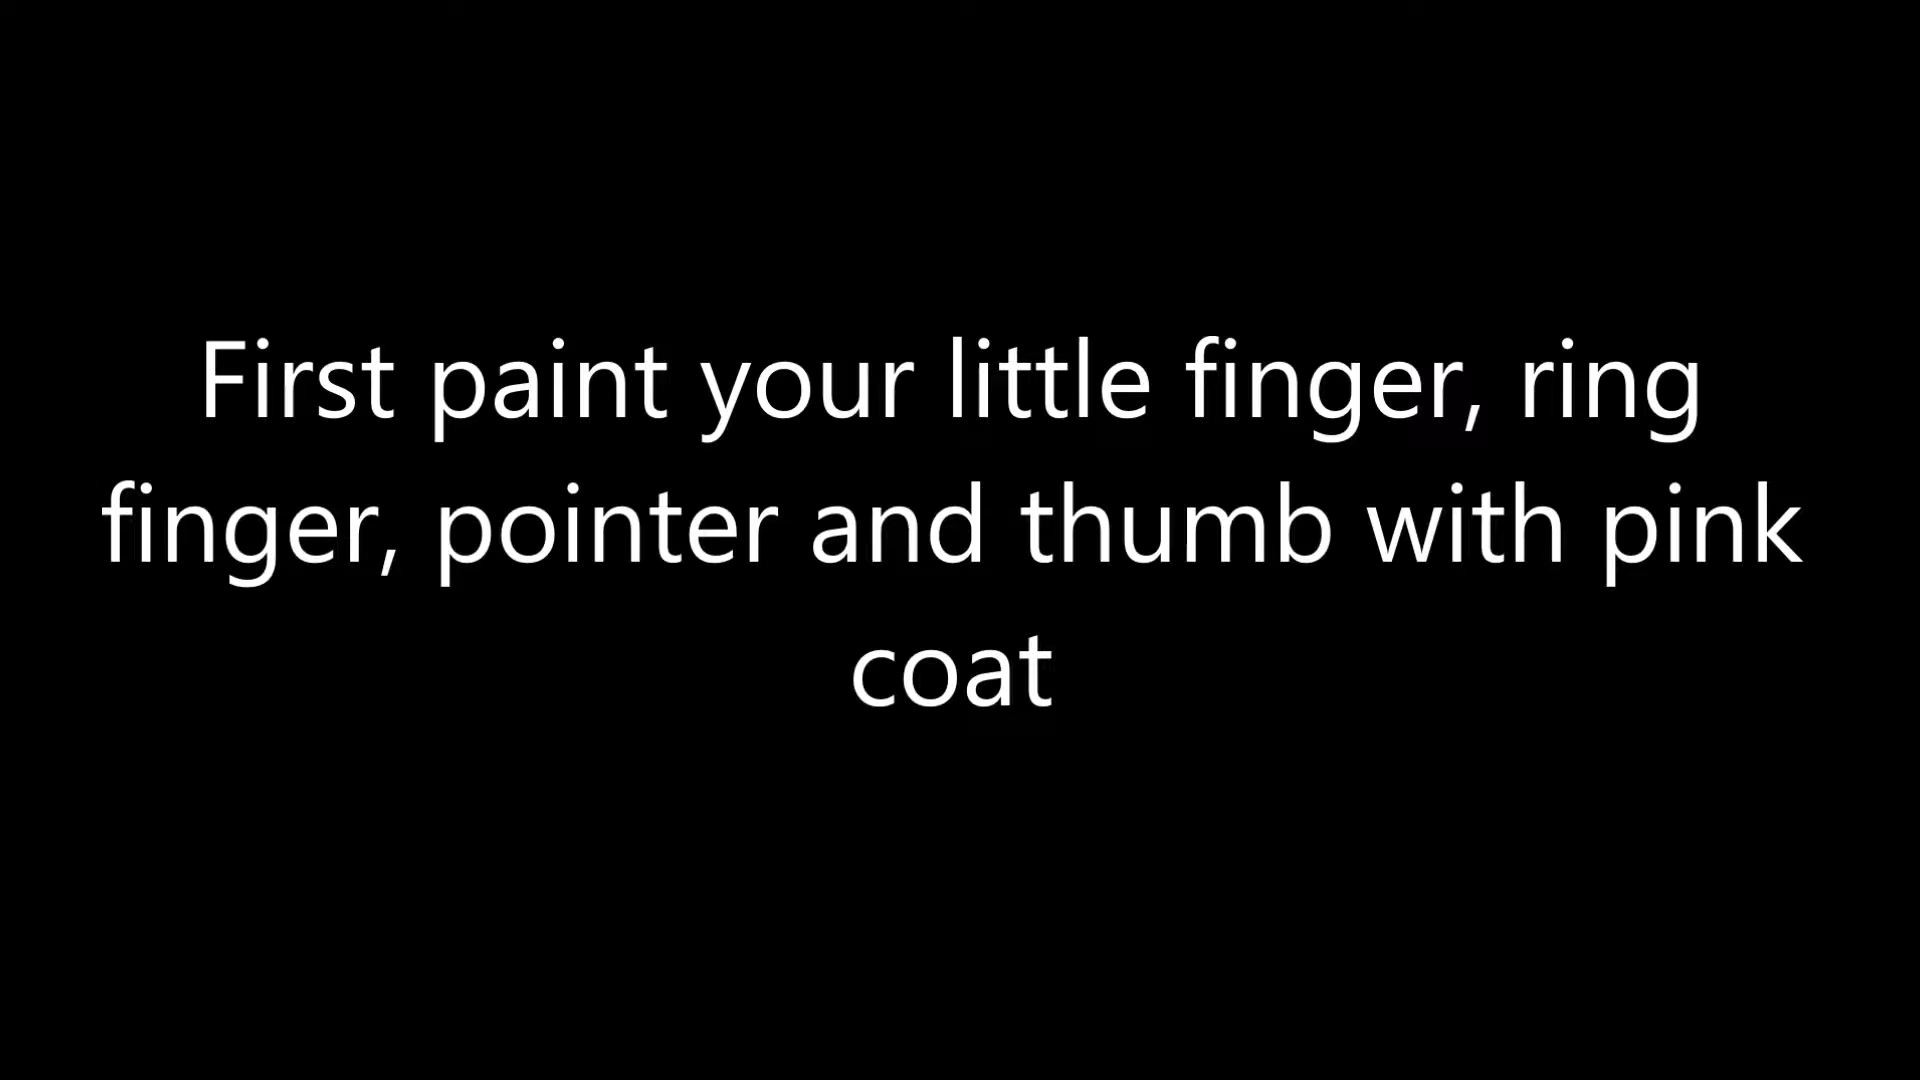 First paint your little finger, ring
finger, pointer and thumb with pink
coat